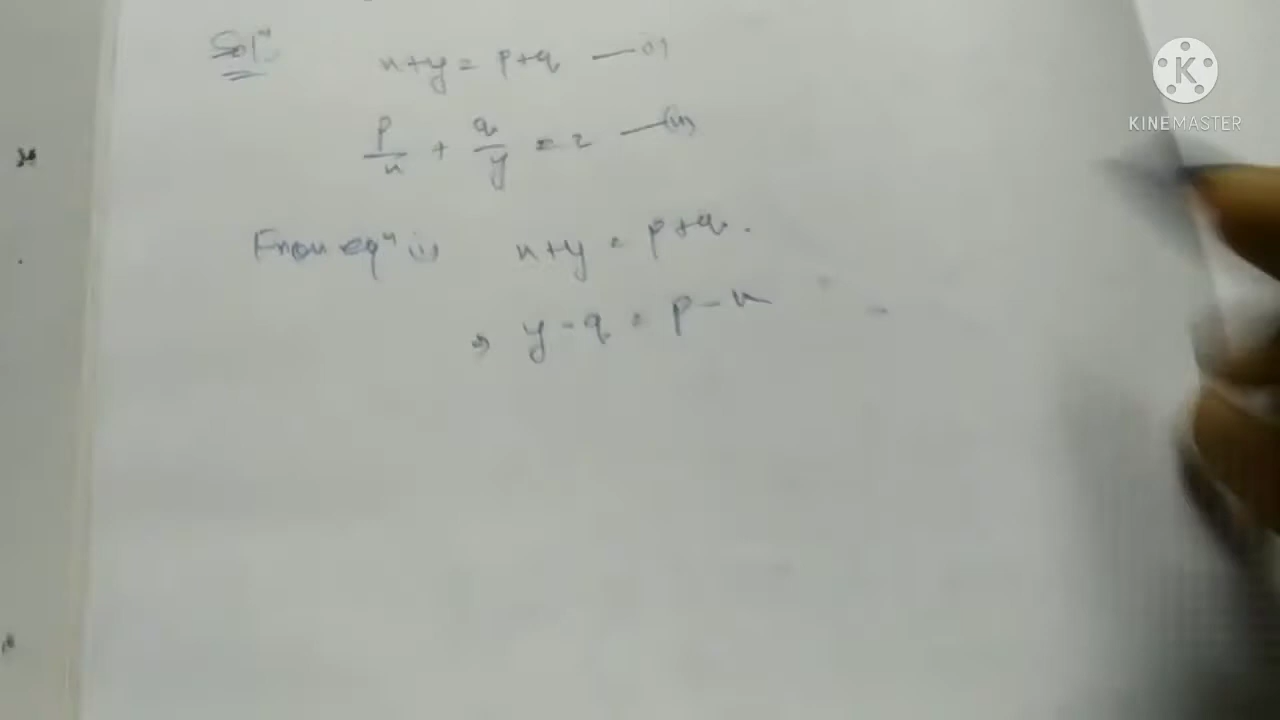 Solⁿ
x+y = p+q —(i)
p/x + q/y = 2 —(ii)
From eqⁿ (i) x+y = p+q.
⇒ y-q = p-x
KINEMASTER